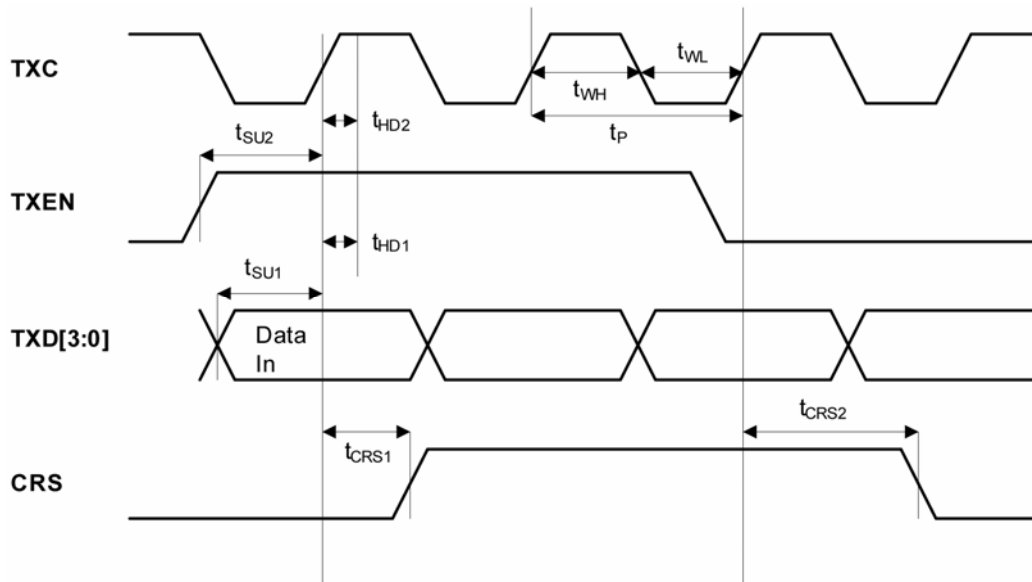 TXC
t_WL
t_WH
t_HD2
t_P
t_SU2
TXEN
t_HD1
t_SU1
TXD[3:0]
Data
In
t_CRS2
t_CRS1
CRS